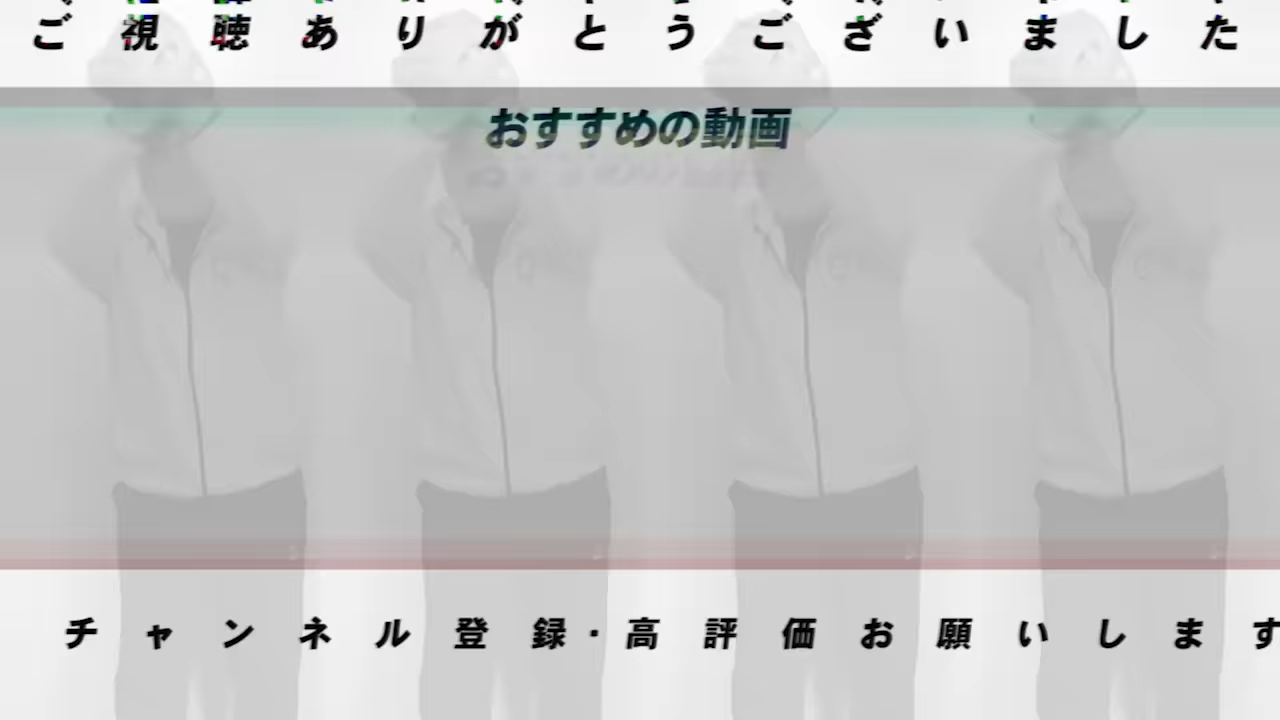 ご視聴ありがとうございました
おすすめの動画
チャンネル登録・高評価お願いします